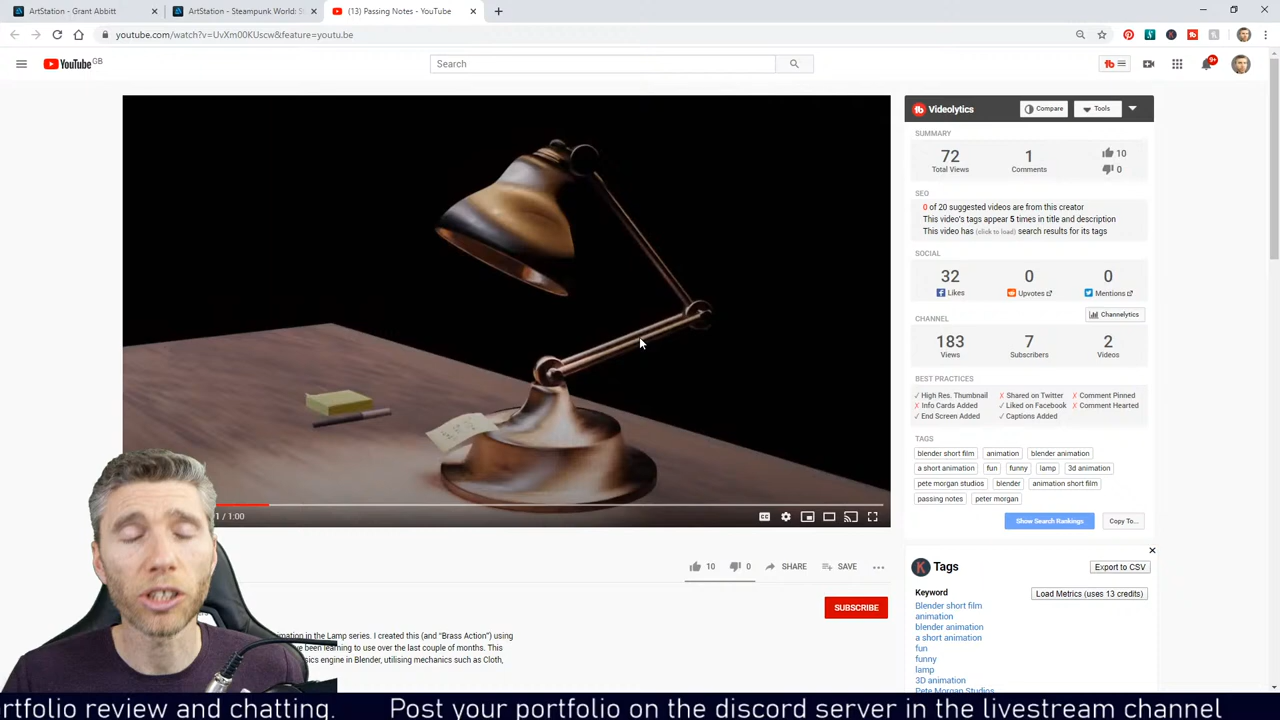 ArtStation - Grant Abbitt
ArtStation - Steampunk World: S
(13) Passing Notes - YouTube
youtube.com/watch?v=UvXm00KUscw&feature=youtu.be
YouTube GB
Search
9+
Videolytics
Compare
Tools
SUMMARY
72
Total Views
1
Comments
10
0
SEO
0 of 20 suggested videos are from this creator
This video's tags appear 5 times in title and description
This video has (click to load) search results for its tags
SOCIAL
32
Likes
0
Upvotes
0
Mentions
CHANNEL
Channelytics
183
Views
7
Subscribers
2
Videos
BEST PRACTICES
✓ High Res. Thumbnail
✗ Shared on Twitter
✗ Comment Pinned
✗ Info Cards Added
✓ Liked on Facebook
✗ Comment Hearted
✓ End Screen Added
✓ Captions Added
TAGS
blender short film
animation
blender animation
a short animation
fun
funny
lamp
3d animation
pete morgan studios
blender
animation short film
passing notes
peter morgan
Show Search Rankings
Copy To...
1 / 1:00
10
0
SHARE
SAVE
SUBSCRIBE
mation in the Lamp series. I created this (and "Brass Action") using
ve been learning to use over the last couple of months. This
sics engine in Blender, utilising mechanics such as Cloth,
K Tags
Export to CSV
Keyword
Load Metrics (uses 13 credits)
Blender short film
animation
blender animation
a short animation
fun
funny
lamp
3D animation
Pete Morgan Studios
rtfolio review and chatting. Post your portfolio on the discord server in the livestream channel